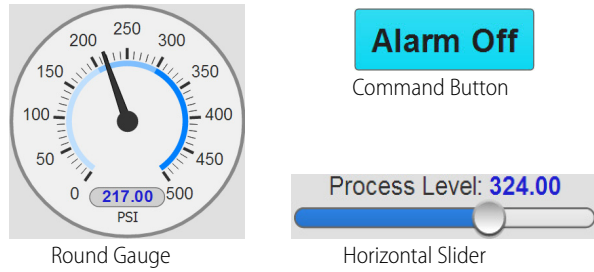 250
200 300
150 350
100 400
50 450
0 217.00 500
PSI
Round Gauge
Alarm Off
Command Button
Process Level: 324.00
Horizontal Slider